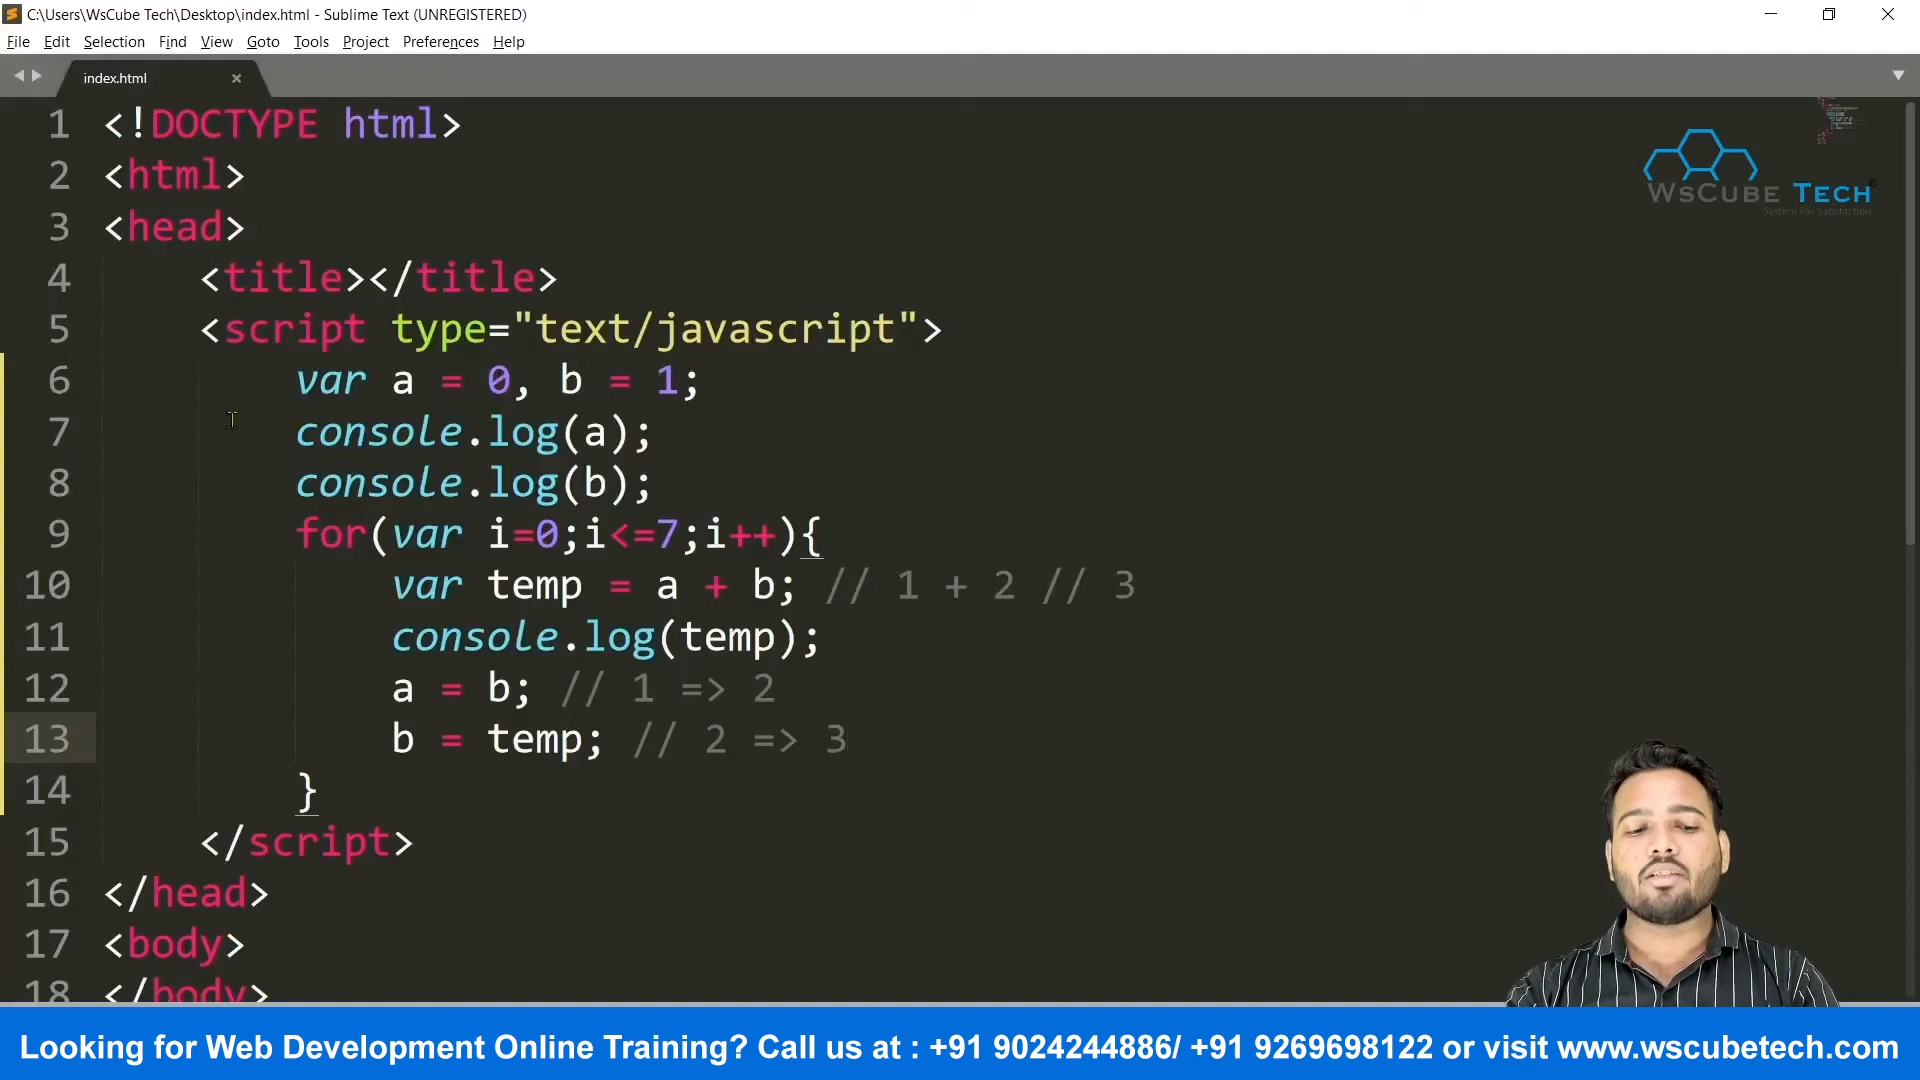 C:\Users\WsCube Tech\Desktop\index.html - Sublime Text (UNREGISTERED)
File Edit Selection Find View Goto Tools Project Preferences Help
index.html
1 <!DOCTYPE html>
2 <html>
3 <head>
4 <title></title>
5 <script type="text/javascript">
6 var a = 0, b = 1;
7 console.log(a);
8 console.log(b);
9 for(var i=0;i<=7;i++){
10 var temp = a + b; // 1 + 2 // 3
11 console.log(temp);
12 a = b; // 1 => 2
13 b = temp; // 2 => 3
14 }
15 </script>
16 </head>
17 <body>
18 </body>
WsCube Tech
System For Satisfaction
Looking for Web Development Online Training? Call us at : +91 9024244886/ +91 9269698122 or visit www.wscubetech.com